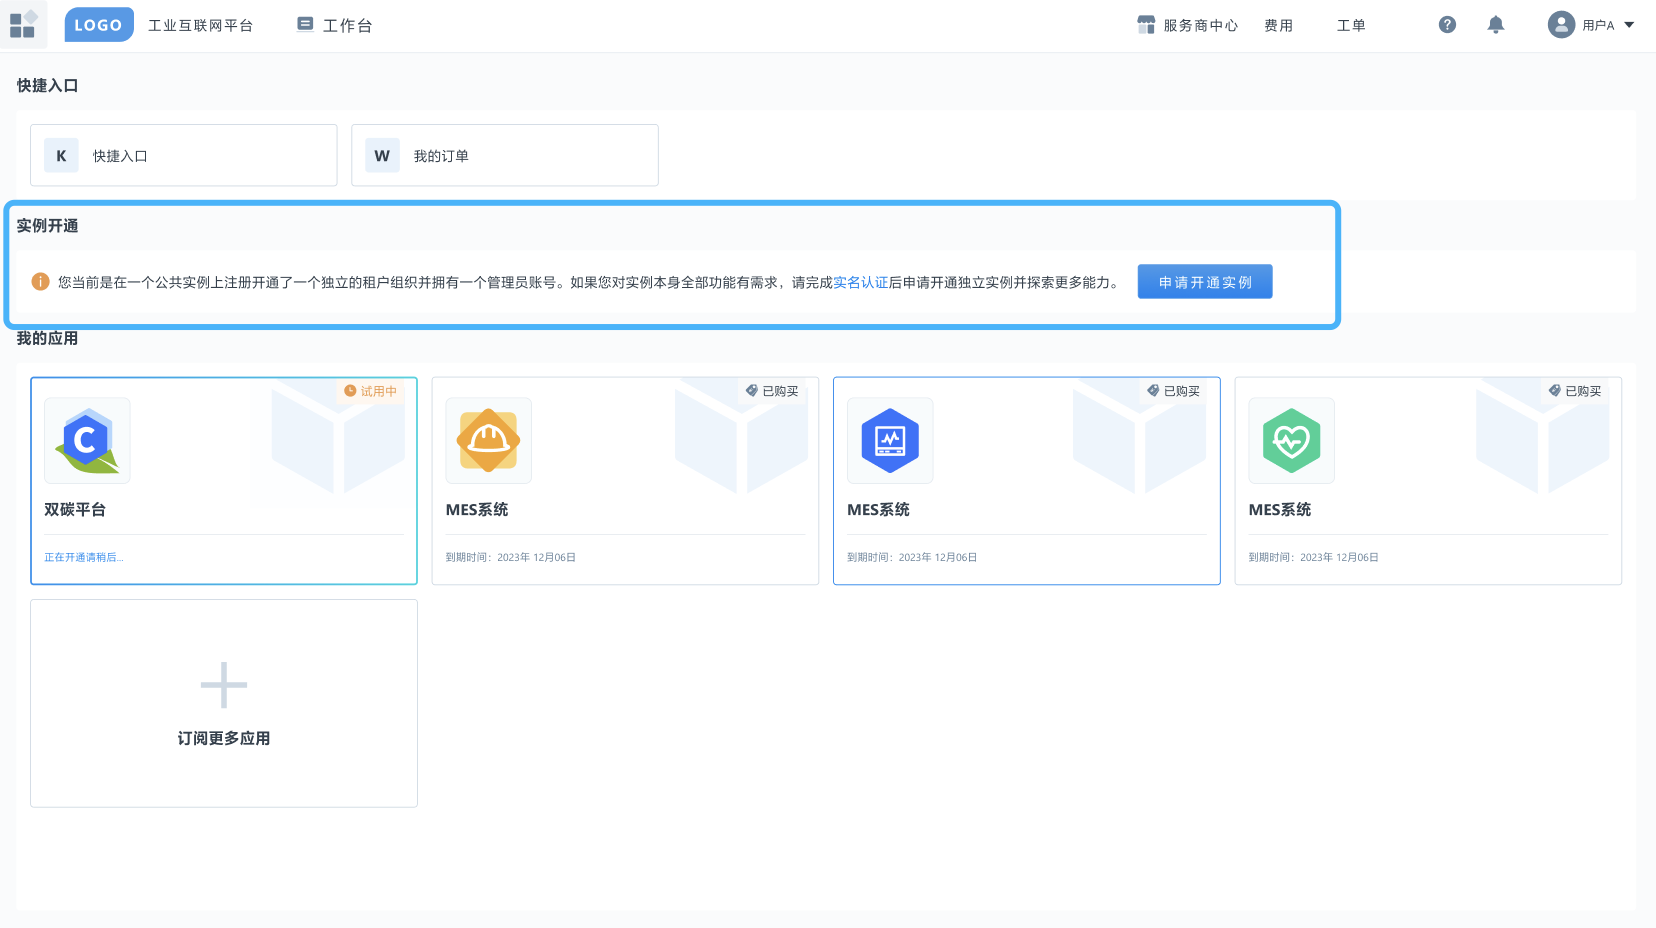 LOGO 工业互联网平台 工作台 服务商中心 费用 工单 用户A
快捷入口
K 快捷入口 W 我的订单
实例开通
您当前是在一个公共实例上注册开通了一个独立的租户组织并拥有一个管理员账号。如果您对实例本身全部功能有需求，请完成实名认证后申请开通独立实例并探索更多能力。 申请开通实例
我的应用
试用中 已购买 已购买 已购买
C
双碳平台 MES系统 MES系统 MES系统
正在开通请稍后... 到期时间：2023年 12月06日 到期时间：2023年 12月06日 到期时间：2023年 12月06日
订阅更多应用